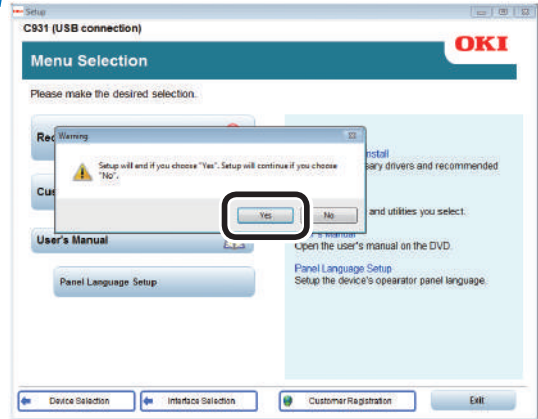 Setup
C931 (USB connection)
OKI
Menu Selection
Please make the desired selection.
Rec
Warning
Setup will end if you choose "Yes". Setup will continue if you choose
"No".
Yes
No
Cus
User's Manual
Panel Language Setup
nstall
sary drivers and recommended
and utilities you select.
Open the user's manual on the DVD.
Panel Language Setup
Setup the device's opearator panel language.
Device Selection
Interface Selection
Customer Registration
Exit